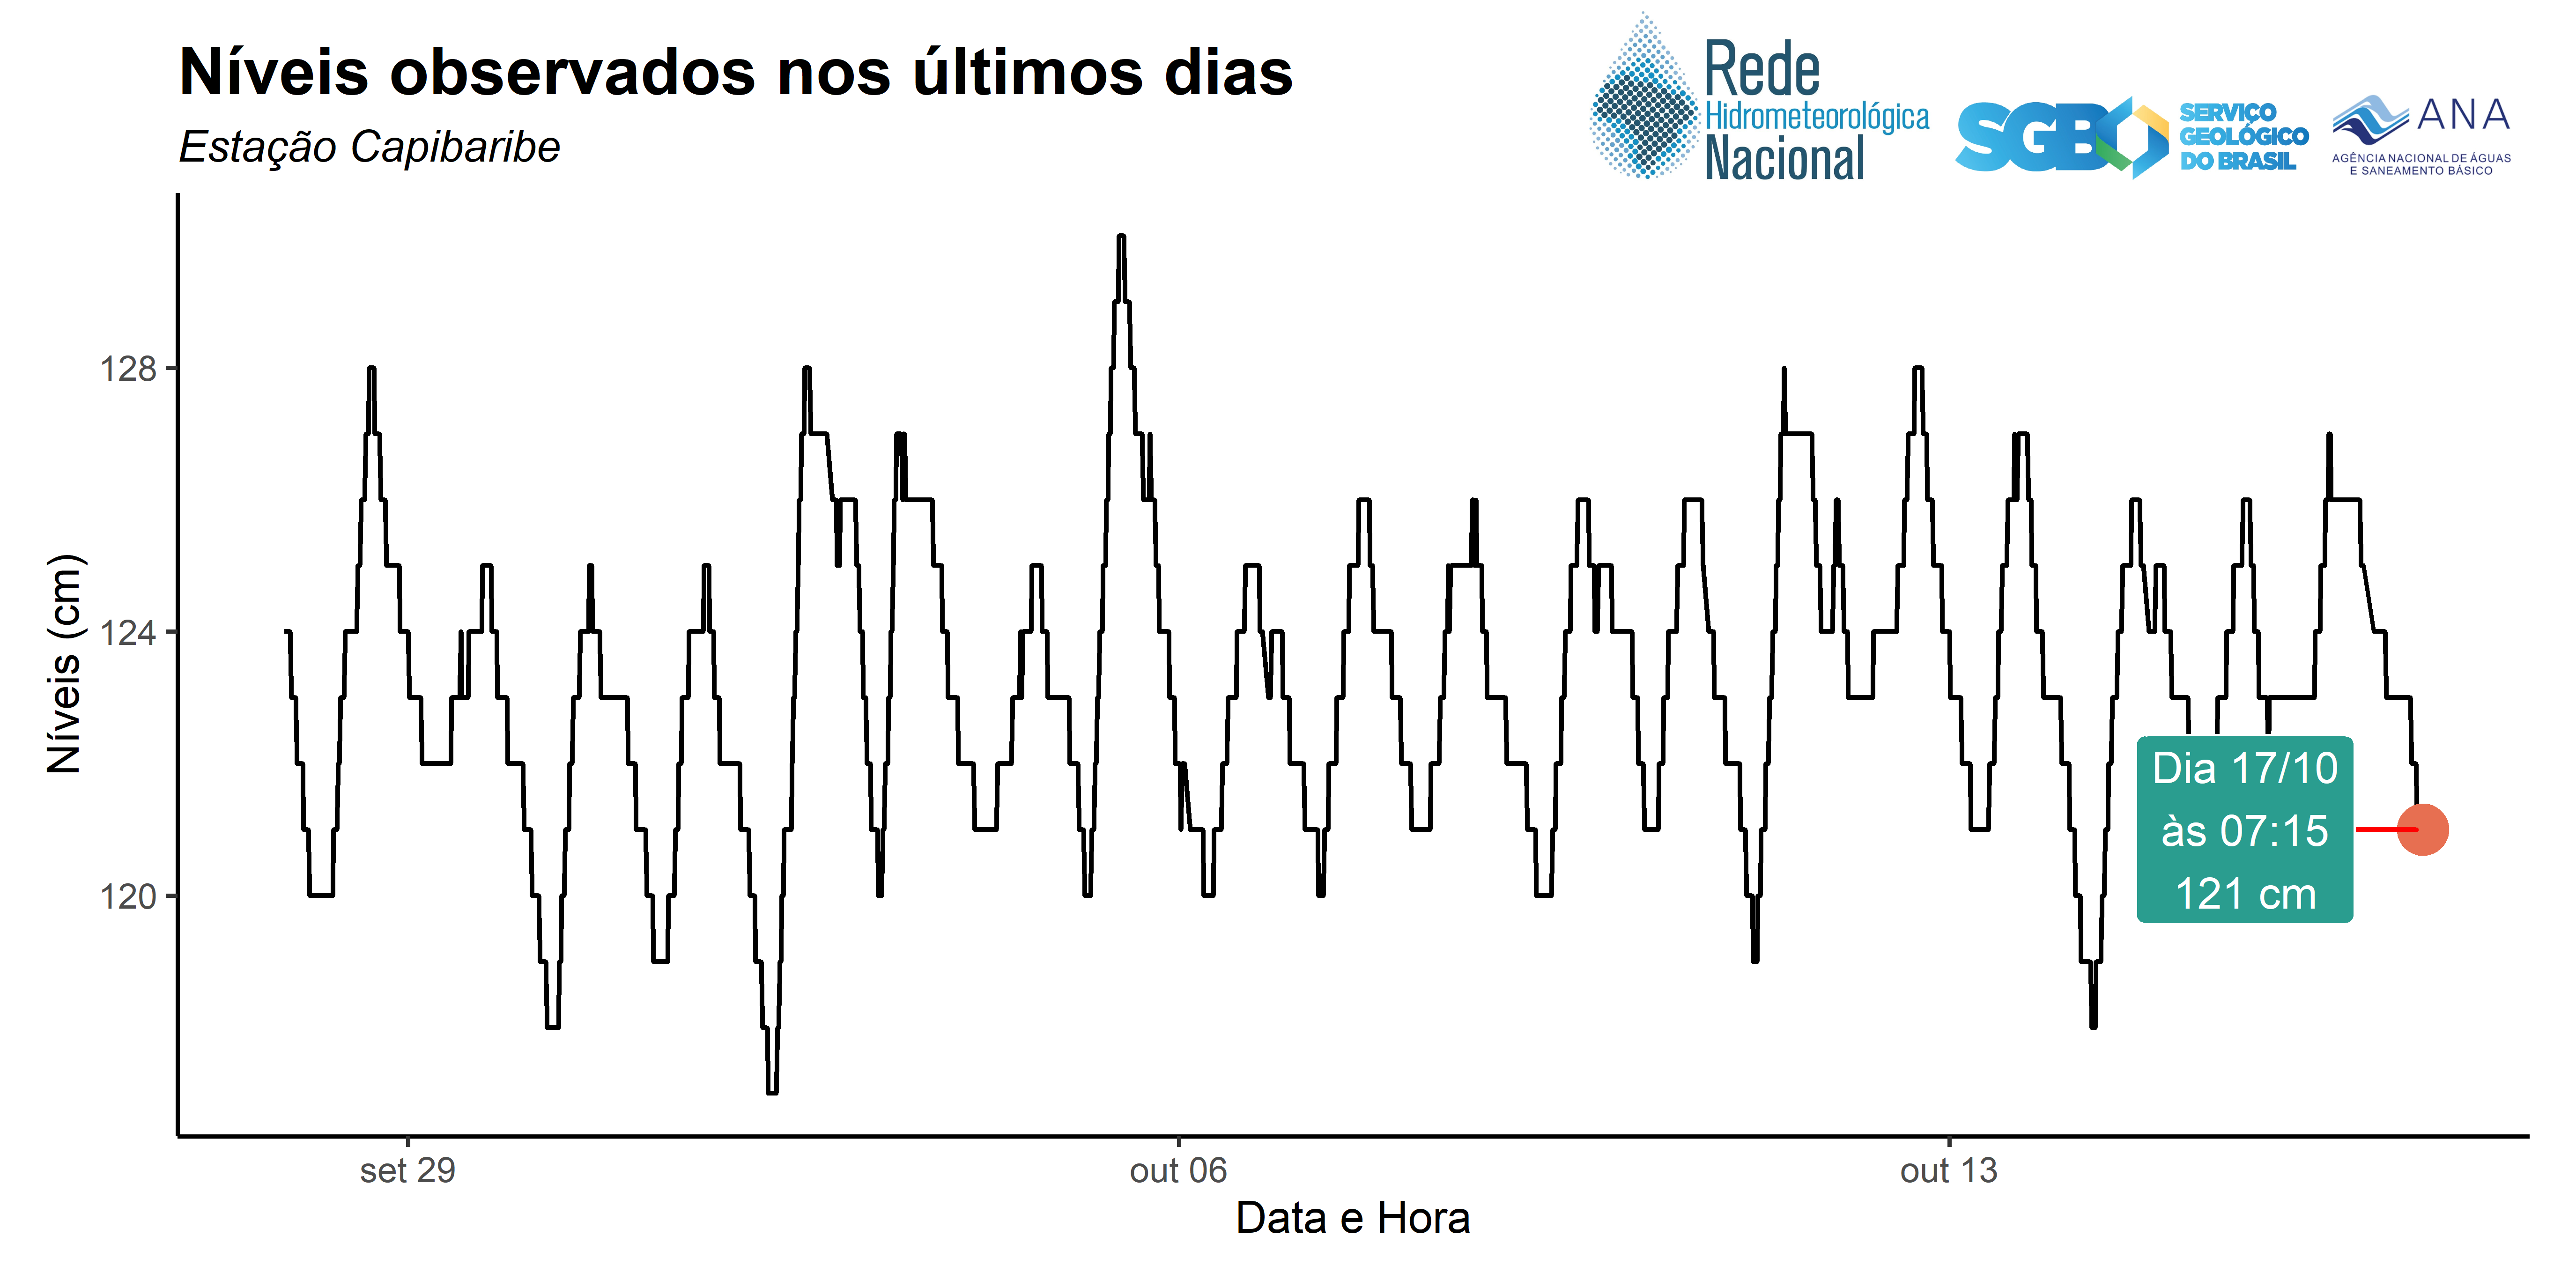 Níveis observados nos últimos dias
Estação Capibaribe
Rede
Hidrometeorológica
Nacional
SGB
SERVIÇO
GEOLÓGICO
DO BRASIL
ANA
AGÊNCIA NACIONAL DE ÁGUAS
E SANEAMENTO BÁSICO
Níveis (cm)
128
124
120
Dia 17/10
às 07:15
121 cm
set 29
out 06
out 13
Data e Hora